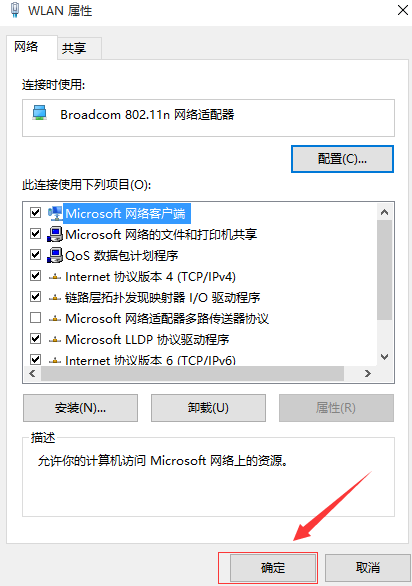 WLAN 属性
网络
共享
连接时使用:
Broadcom 802.11n 网络适配器
配置(C)...
此连接使用下列项目(O):
Microsoft 网络客户端
Microsoft 网络的文件和打印机共享
QoS 数据包计划程序
Internet 协议版本 4 (TCP/IPv4)
链路层拓扑发现映射器 I/O 驱动程序
Microsoft 网络适配器多路传送器协议
Microsoft LLDP 协议驱动程序
Internet 协议版本 6 (TCP/IPv6)
安装(N)...
卸载(U)
属性(R)
描述
允许你的计算机访问 Microsoft 网络上的资源。
确定
取消